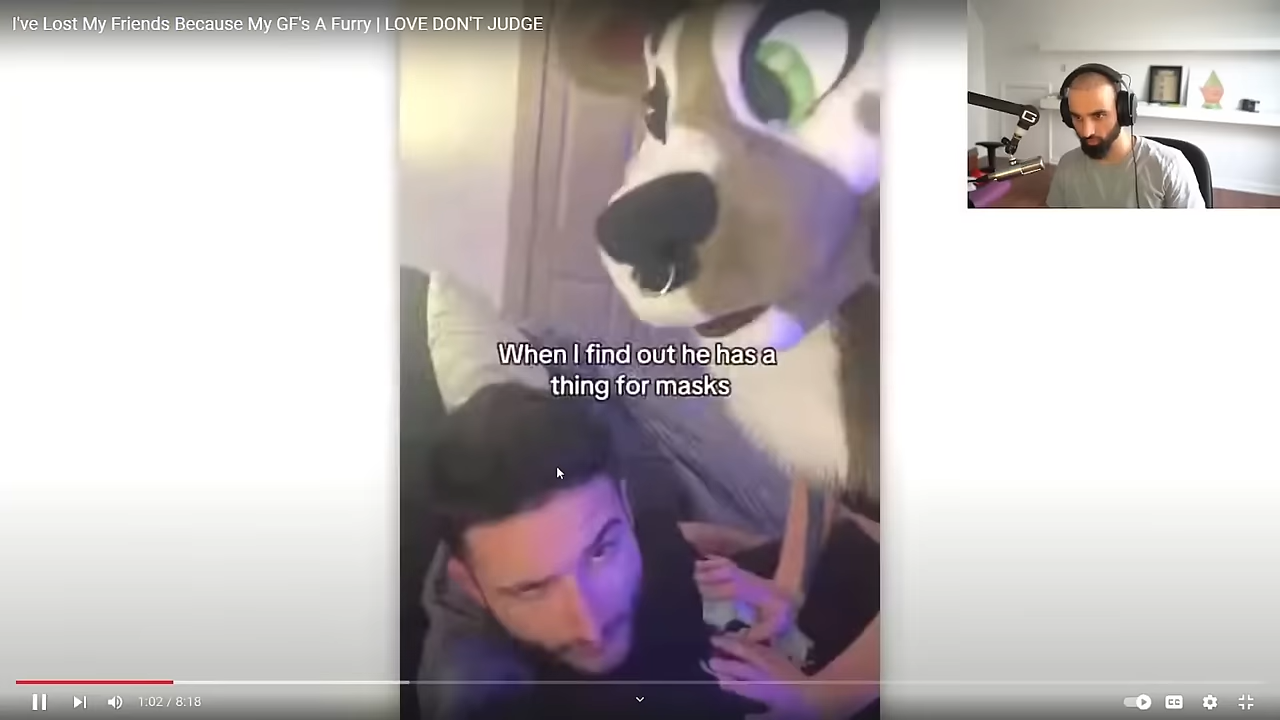 I've Lost My Friends Because My GF's A Furry | LOVE DON'T JUDGE
When I find out he has a
thing for masks
1:02 / 8:18
CC
G